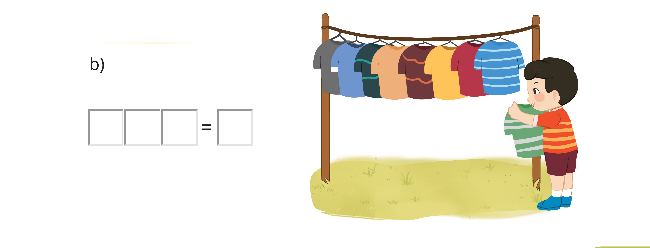 b)
=